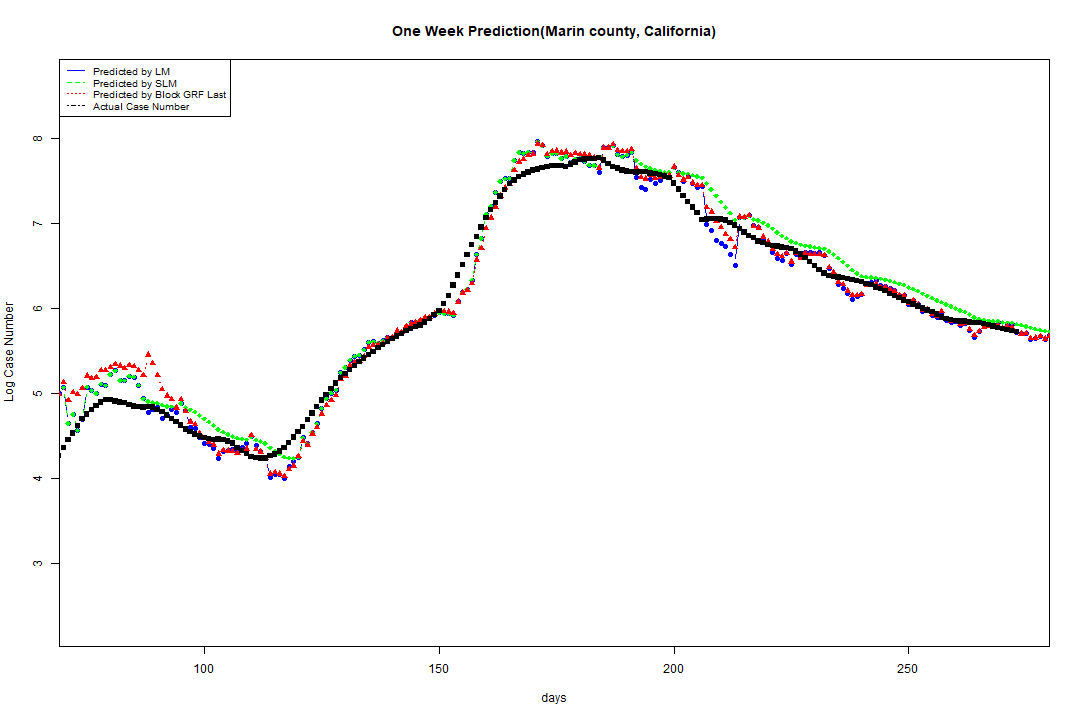 One Week Prediction(Marin county, California)
Predicted by LM
Predicted by SLM
Predicted by Block GRF Last
Actual Case Number
8
7
6
5
4
3
Log Case Number
100 150 200 250
days